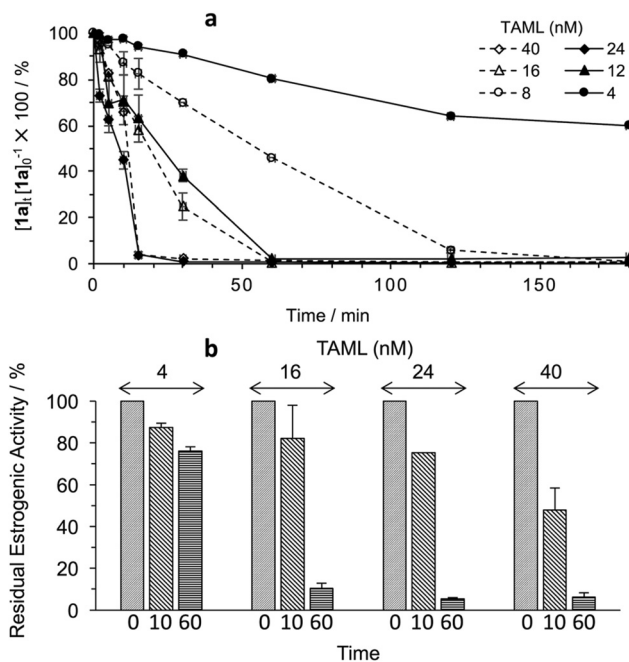 a
TAML (nM)
40 24
16 12
8 4
[1a]t [1a]0⁻¹ × 100 / %
100
80
60
40
20
0
0 50 100 150
Time / min
b
TAML (nM)
4 16 24 40
Residual Estrogenic Activity / %
100
80
60
40
20
0
0 10 60 0 10 60 0 10 60 0 10 60
Time